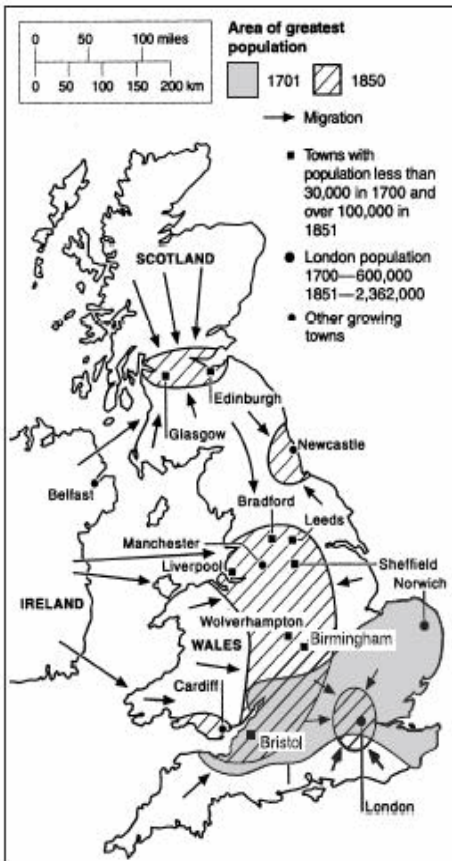 0 50 100 miles
0 50 100 150 200 km
Area of greatest
population
1701 1850
Migration
Towns with
population less than
30,000 in 1700 and
over 100,000 in
1851
London population
1700—600,000
1851—2,362,000
Other growing
towns
SCOTLAND
Edinburgh
Glasgow
Newcastle
Belfast
Bradford
Leeds
Manchester
Liverpool
Sheffield
Norwich
IRELAND
Wolverhampton
WALES
Birmingham
Cardiff
Bristol
London